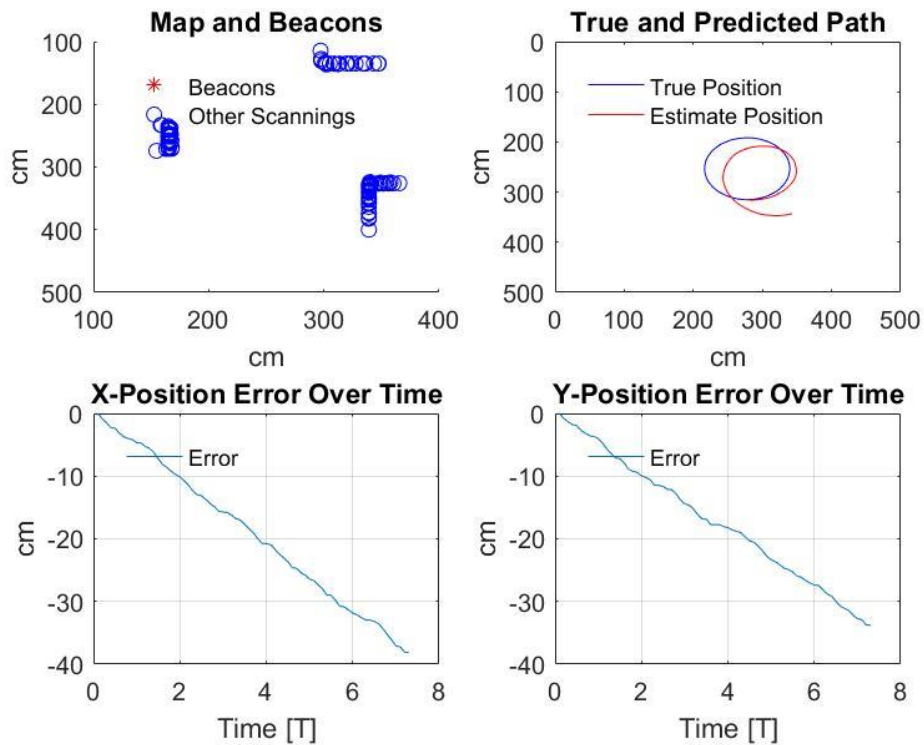 Map and Beacons
100
200
300
400
500
cm
Beacons
Other Scannings
100
200
300
400
cm
True and Predicted Path
0
100
200
300
400
500
cm
True Position
Estimate Position
0
100
200
300
400
500
cm
X-Position Error Over Time
0
-10
-20
-30
-40
cm
Error
0
2
4
6
8
Time [T]
Y-Position Error Over Time
0
-10
-20
-30
-40
cm
Error
0
2
4
6
8
Time [T]